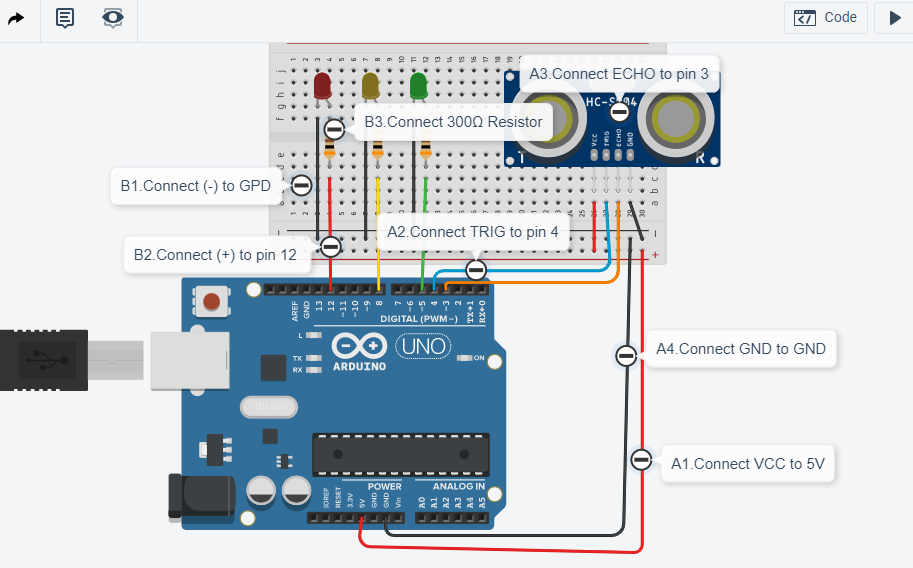 Code
A3.Connect ECHO to pin 3
HC-S 04
B3.Connect 300Ω Resistor
VCC TRIG ECHO GND
T R
B1.Connect (-) to GPD
A2.Connect TRIG to pin 4
B2.Connect (+) to pin 12
AREF GND 13 12 ~11 ~10 ~9 8 7 ~6 ~5 4 ~3 2 TX→1 RX←0
DIGITAL (PWM~)
L
TX
RX
UNO
ON
ARDUINO
A4.Connect GND to GND
A1.Connect VCC to 5V
POWER
ANALOG IN
IOREF RESET 3.3V 5V GND GND Vin A0 A1 A2 A3 A4 A5